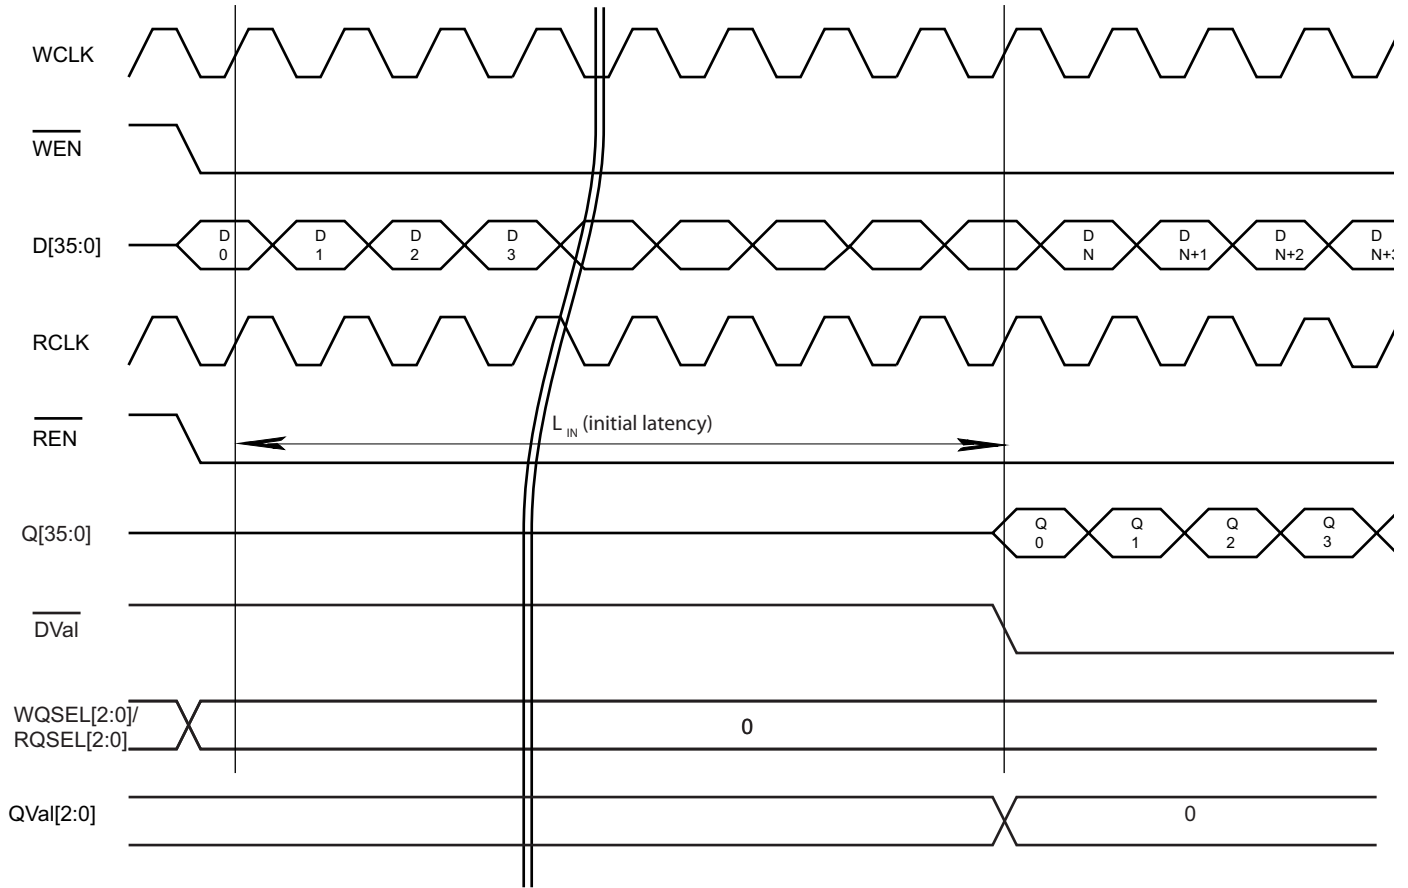 WCLK
WEN
D[35:0]
D
0
D
1
D
2
D
3
D
N
D
N+1
D
N+2
D
N+3
RCLK
REN
L IN (initial latency)
Q[35:0]
Q
0
Q
1
Q
2
Q
3
DVal
WQSEL[2:0]/
RQSEL[2:0]
0
QVal[2:0]
0